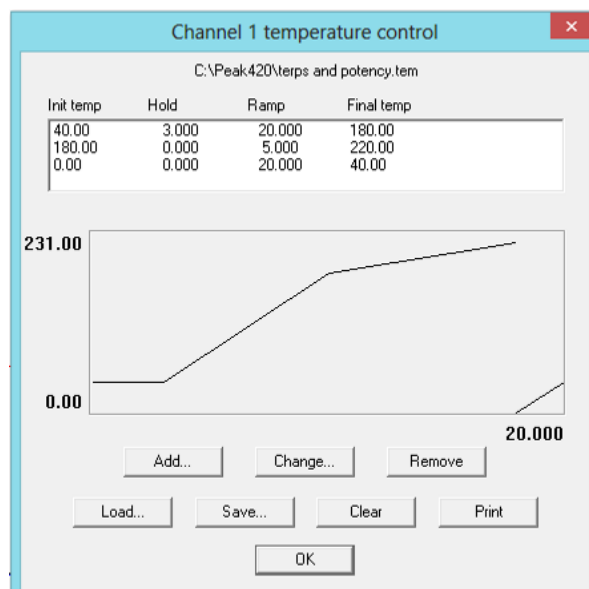 Channel 1 temperature control
C:\Peak420\terps and potency.tem
Init temp Hold Ramp Final temp
40.00 3.000 20.000 180.00
180.00 0.000 5.000 220.00
0.00 0.000 20.000 40.00
231.00
0.00
20.000
Add... Change... Remove
Load... Save... Clear Print
OK